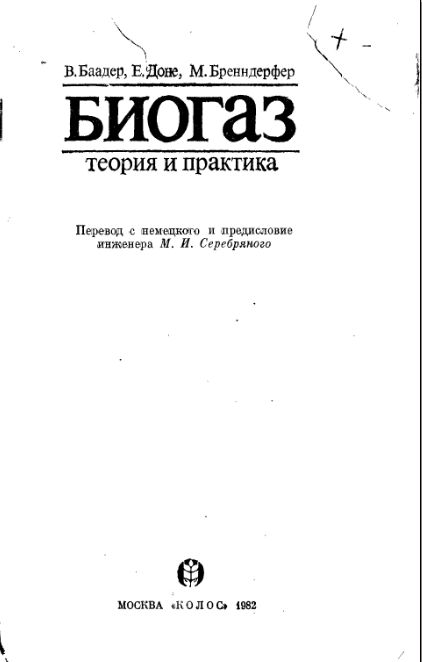 В. Баадер, Е. Доне, М. Бренндерфер
БИОГАЗ
теория и практика
Перевод с немецкого и предисловие
инженера М. И. Серебряного
МОСКВА «КОЛОС» 1982